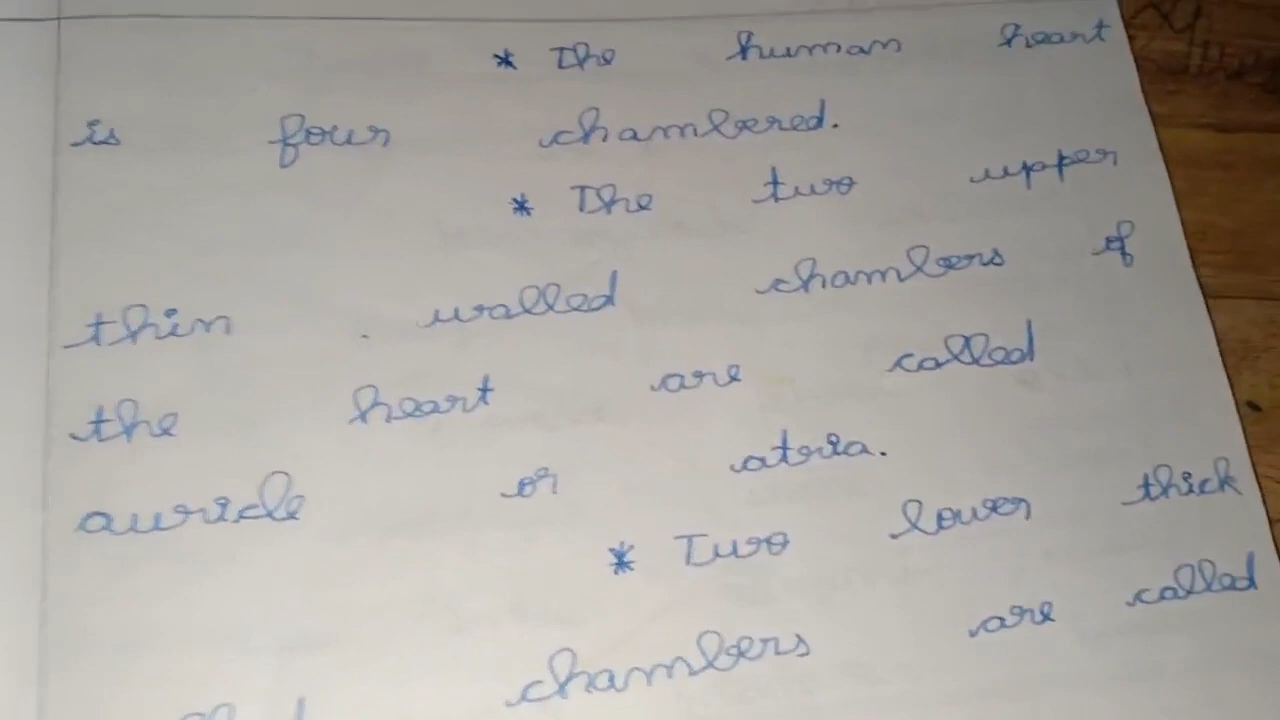 * The human heart
is four chambered.
* The two upper
thin walled chambers of
the heart are called
auricle or atria.
* Two lower thick
chambers are called